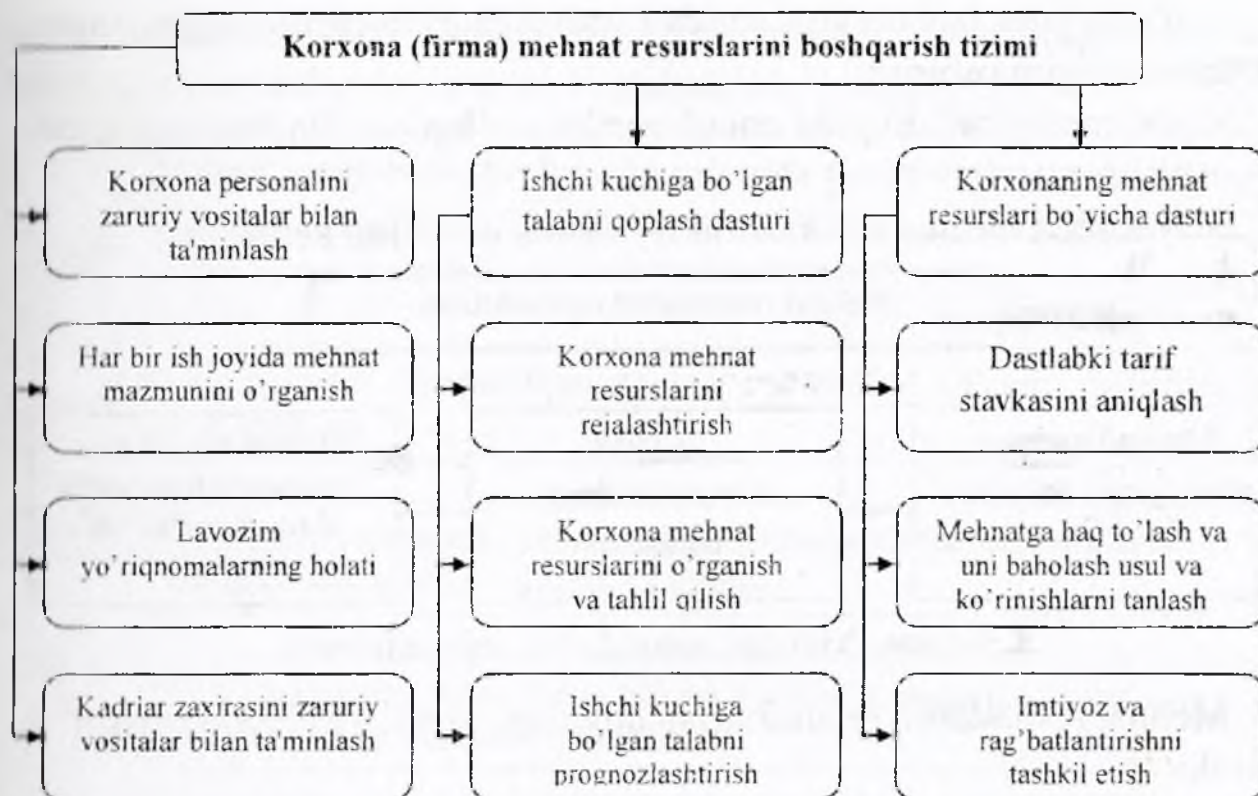 Korxona (firma) mehnat resurslarini boshqarish tizimi
Korxona personalini
zaruriy vositalar bilan
ta'minlash
Ishchi kuchiga bo'lgan
talabni qoplash dasturi
Korxonaning mehnat
resurslari bo'yicha dasturi
Har bir ish joyida mehnat
mazmunini o'rganish
Korxona mehnat
resurslarini
rejalashtirish
Dastlabki tarif
stavkasini aniqlash
Lavozim
yo'riqnomalarning holati
Korxona mehnat
resurslarini o'rganish
va tahlil qilish
Mehnatga haq to'lash va
uni baholash usul va
ko'rinishlarni tanlash
Kadrlar zaxirasini zaruriy
vositalar bilan ta'minlash
Ishchi kuchiga
bo'lgan talabni
prognozlashtirish
Imtiyoz va
rag'batlantirishni
tashkil etish